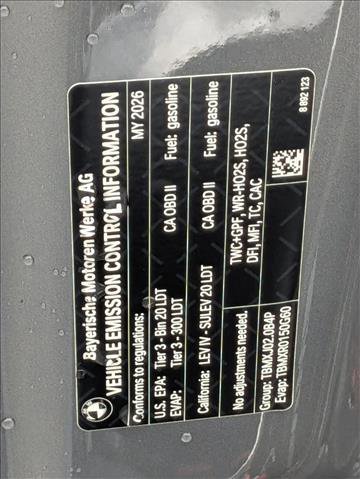 Bayerische Motoren Werke AG
VEHICLE EMISSION CONTROL INFORMATION
Conforms to regulations: MY 2026
U.S. EPA: Tier 3 - Bin 20 LDT CA OBD II Fuel: gasoline
EVAP: Tier 3 - 300 LDT
California: LEV IV - SULEV 20 LDT CA OBD II Fuel: gasoline
No adjustments needed. TWC+GPF, WR-HO2S, HO2S,
Group: TBMXJ02.0B4P DFI, MFI, TC, CAC
Evap: TBMXR0150G60
8 892 123